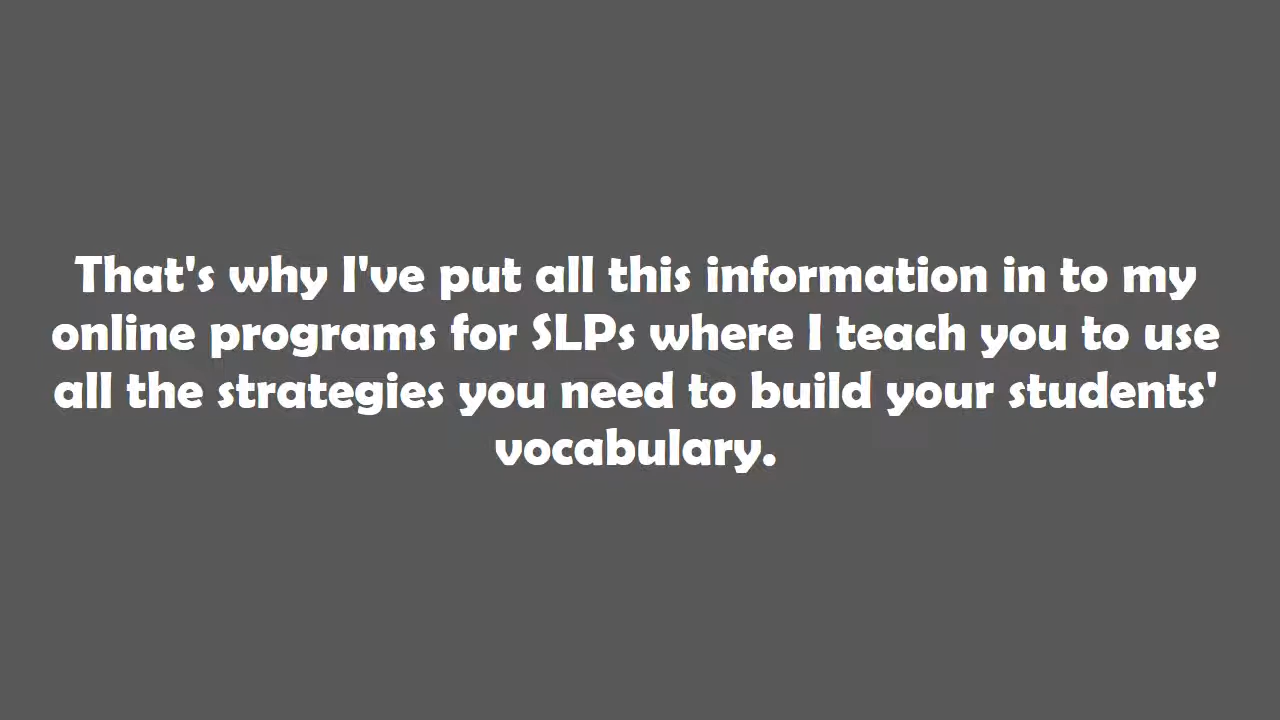 That's why I've put all this information in to my
online programs for SLPs where I teach you to use
all the strategies you need to build your students'
vocabulary.